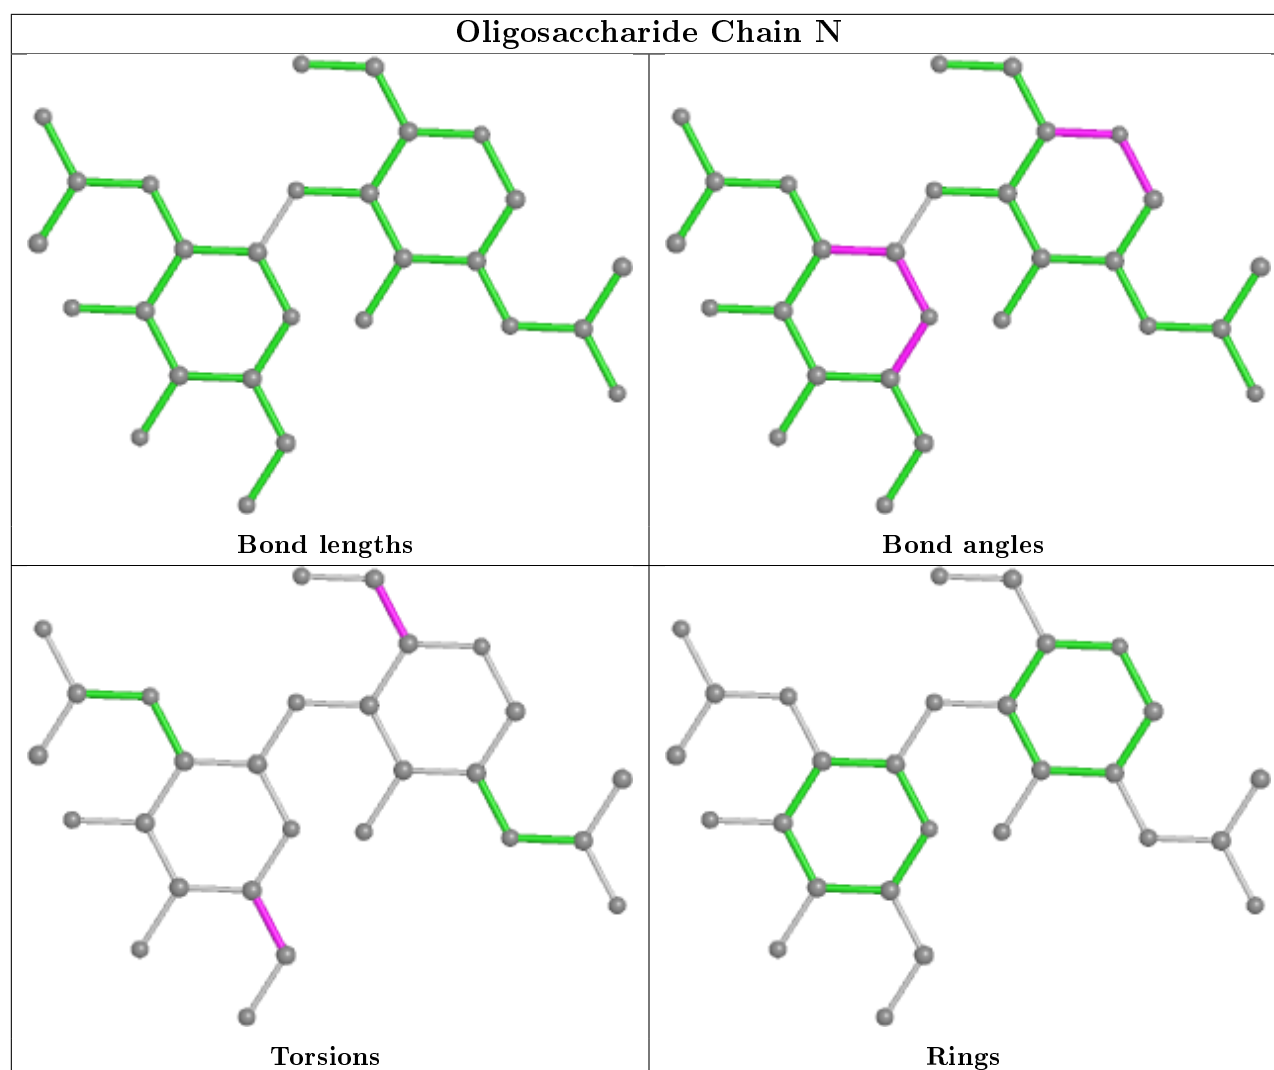 Oligosaccharide Chain N
Bond lengths
Bond angles
Torsions
Rings